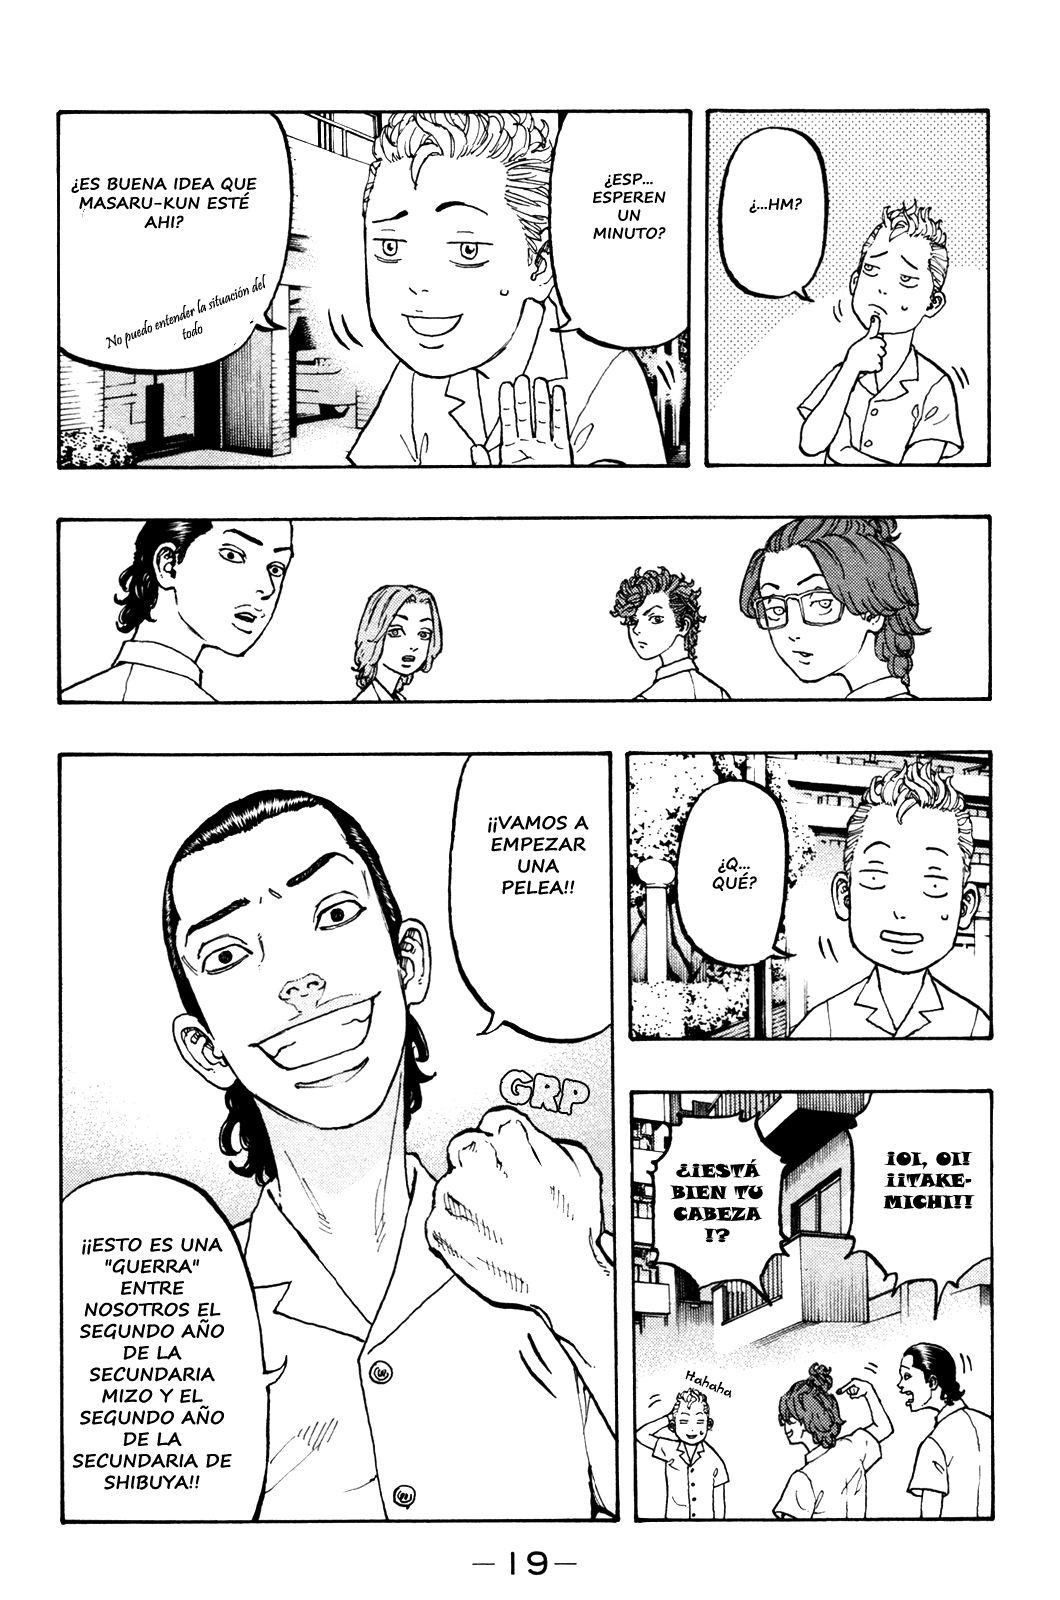 ¿...HM?
¿ESP...
ESPEREN
UN
MINUTO?
¿ES BUENA IDEA QUE
MASARU-KUN ESTÉ
AHI?
No puedo entender la situación del
todo
¿Q...
QUÉ?
¡¡VAMOS A
EMPEZAR
UNA
PELEA!!
GRP
¡¡ESTO ES UNA
"GUERRA"
ENTRE
NOSOTROS EL
SEGUNDO AÑO
DE LA
SECUNDARIA
MIZO Y EL
SEGUNDO AÑO
DE LA
SECUNDARIA DE
SHIBUYA!!
¡OI, OI!
¡¡TAKE-
MICHI!!
¿¡ESTÁ
BIEN TU
CABEZA
!?
Hahaha
—19—